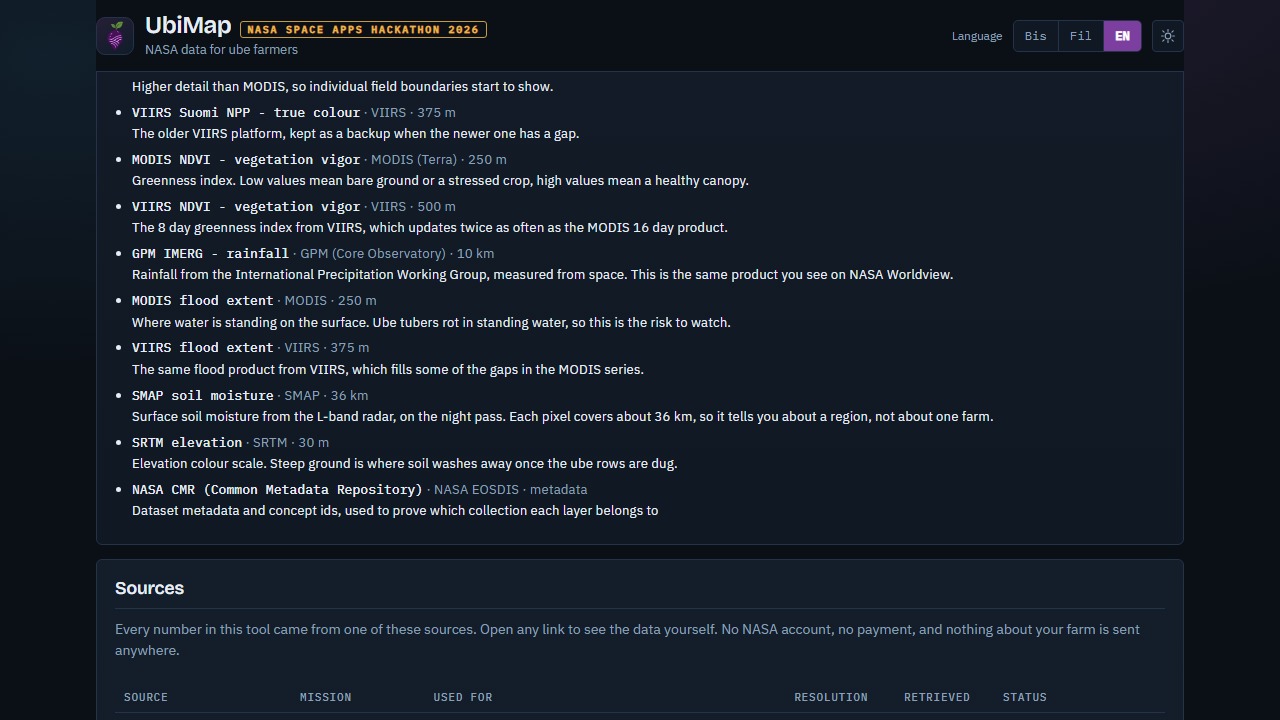 UbiMap NASA SPACE APPS HACKATHON 2026
NASA data for ube farmers
Language Bis Fil EN
Higher detail than MODIS, so individual field boundaries start to show.
• VIIRS Suomi NPP - true colour · VIIRS · 375 m
The older VIIRS platform, kept as a backup when the newer one has a gap.
• MODIS NDVI - vegetation vigor · MODIS (Terra) · 250 m
Greenness index. Low values mean bare ground or a stressed crop, high values mean a healthy canopy.
• VIIRS NDVI - vegetation vigor · VIIRS · 500 m
The 8 day greenness index from VIIRS, which updates twice as often as the MODIS 16 day product.
• GPM IMERG - rainfall · GPM (Core Observatory) · 10 km
Rainfall from the International Precipitation Working Group, measured from space. This is the same product you see on NASA Worldview.
• MODIS flood extent · MODIS · 250 m
Where water is standing on the surface. Ube tubers rot in standing water, so this is the risk to watch.
• VIIRS flood extent · VIIRS · 375 m
The same flood product from VIIRS, which fills some of the gaps in the MODIS series.
• SMAP soil moisture · SMAP · 36 km
Surface soil moisture from the L-band radar, on the night pass. Each pixel covers about 36 km, so it tells you about a region, not about one farm.
• SRTM elevation · SRTM · 30 m
Elevation colour scale. Steep ground is where soil washes away once the ube rows are dug.
• NASA CMR (Common Metadata Repository) · NASA EOSDIS · metadata
Dataset metadata and concept ids, used to prove which collection each layer belongs to
Sources
Every number in this tool came from one of these sources. Open any link to see the data yourself. No NASA account, no payment, and nothing about your farm is sent
anywhere.
SOURCE MISSION USED FOR RESOLUTION RETRIEVED STATUS